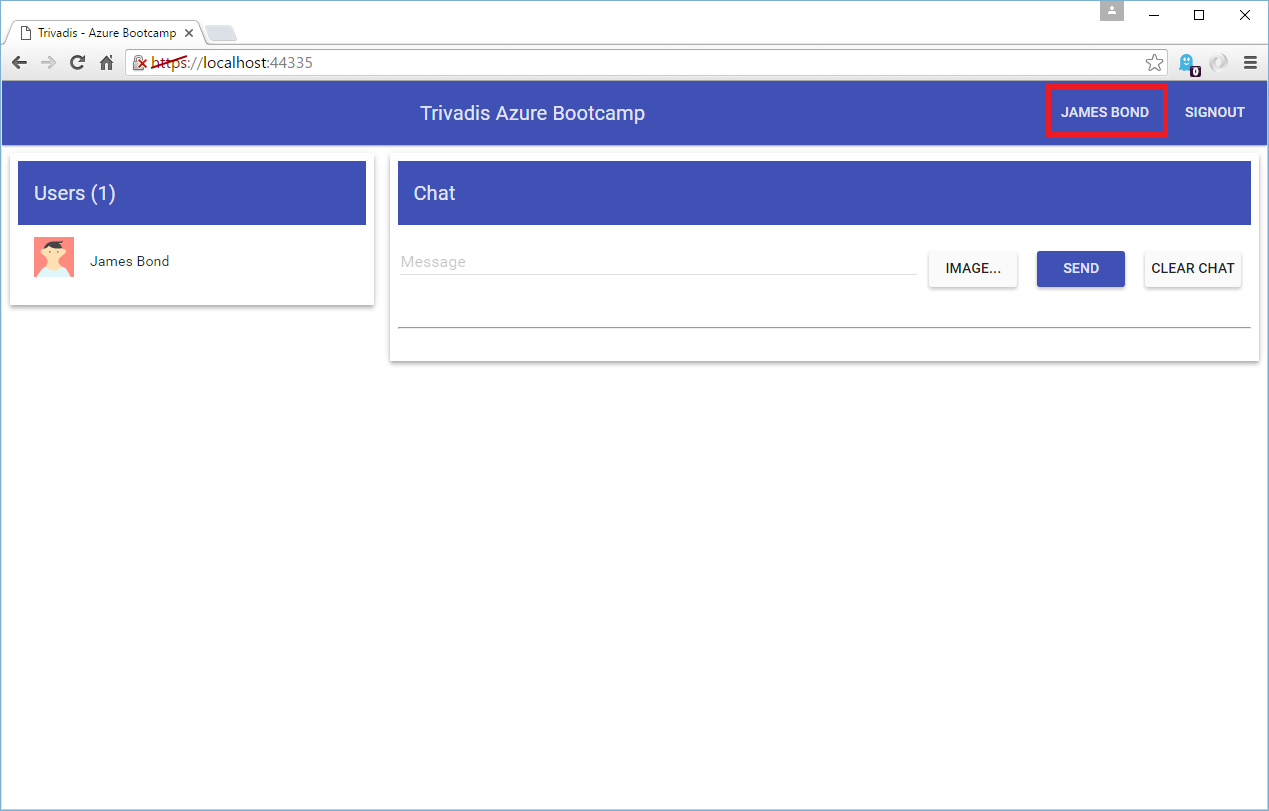 Trivadis - Azure Bootcamp
https://localhost:44335
0
Trivadis Azure Bootcamp
JAMES BOND
SIGNOUT
Users (1)
James Bond
Chat
Message
IMAGE...
SEND
CLEAR CHAT